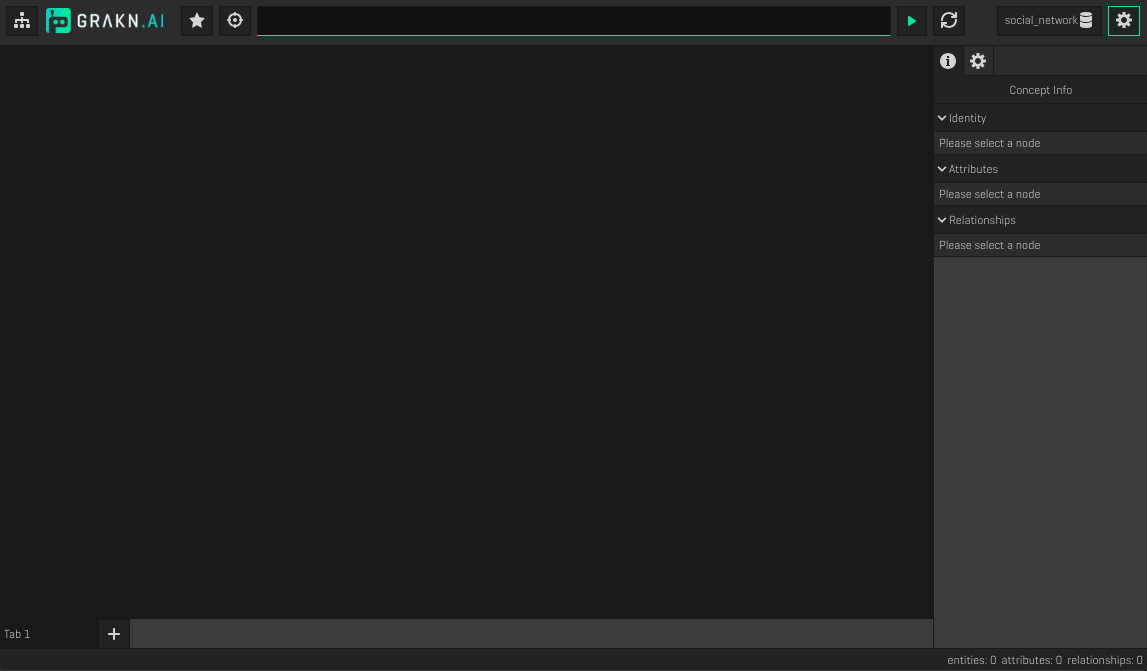 GRAKN.AI
social_network
Concept Info
Identity
Please select a node
Attributes
Please select a node
Relationships
Please select a node
Tab 1
entities: 0 attributes: 0 relationships: 0